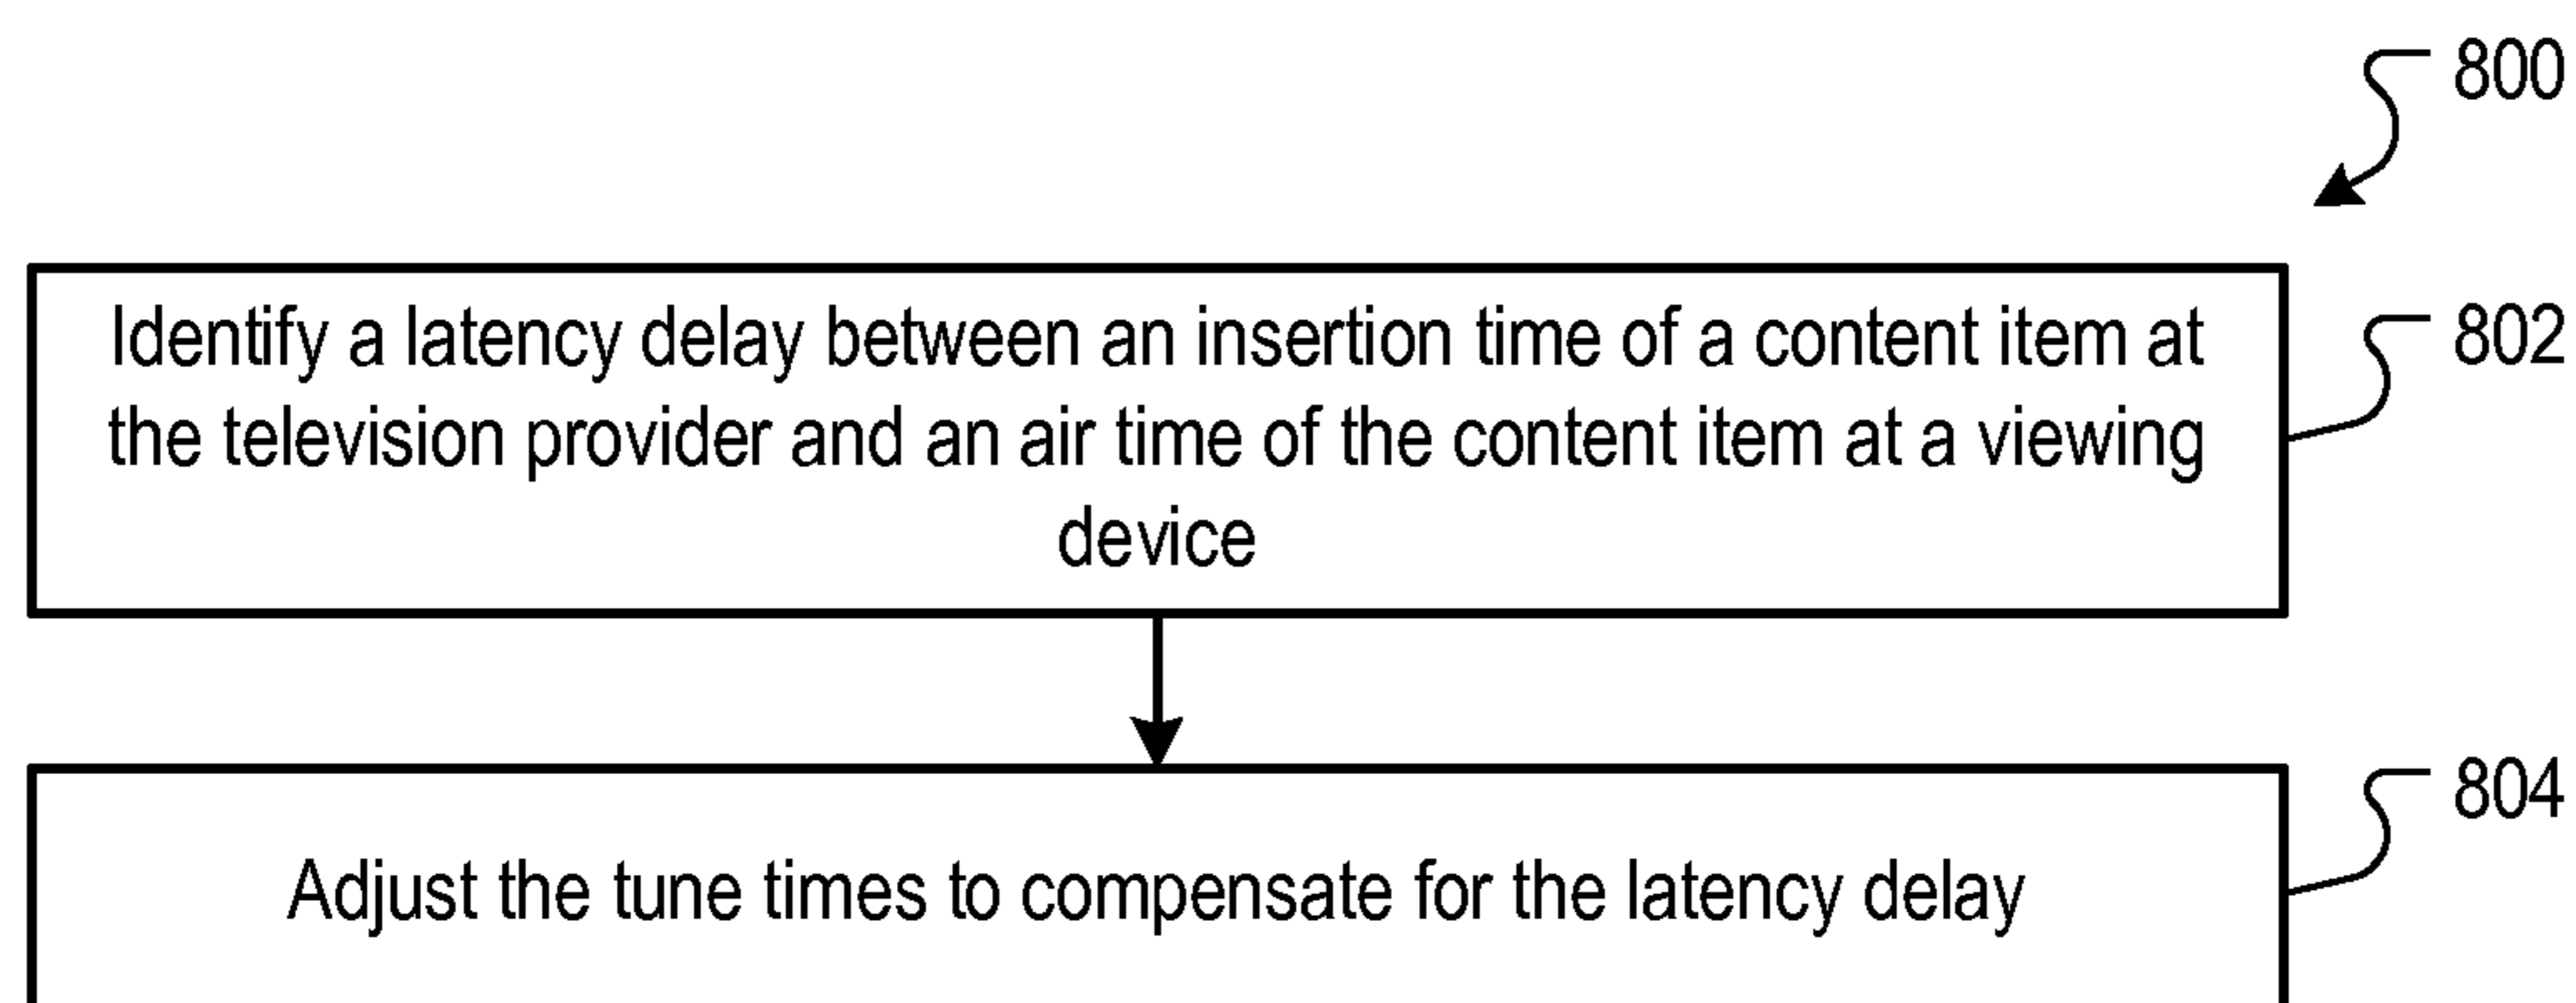 800
Identify a latency delay between an insertion time of a content item at
802
the television provider and an air time of the content item at a viewing
device
804
Adjust the tune times to compensate for the latency delay